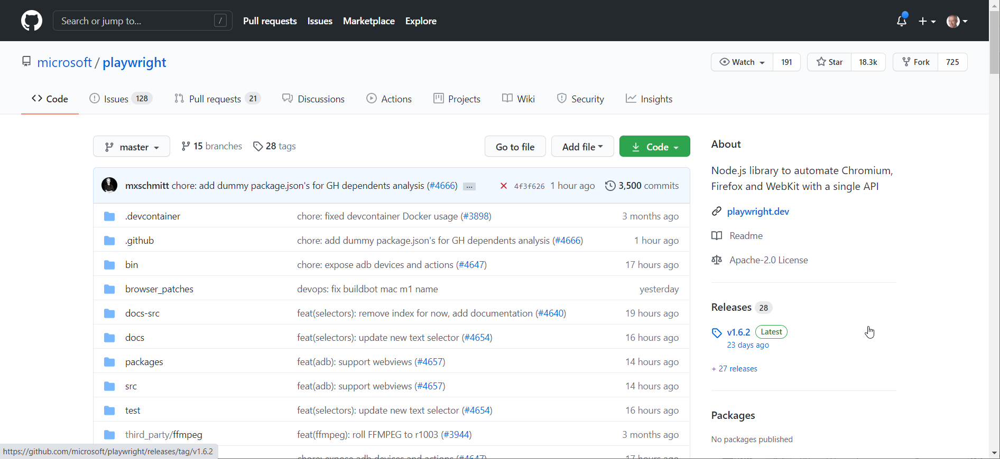 Search or jump to... /
Pull requests Issues Marketplace Explore
microsoft / playwright
Watch 191 Star 18.3k Fork 725
Code Issues 128 Pull requests 21 Discussions Actions Projects Wiki Security Insights
master 15 branches 28 tags Go to file Add file Code
mxschmitt chore: add dummy package.json's for GH dependents analysis (#4666) ... 4f3f626 1 hour ago 3,500 commits
.devcontainer chore: fixed devcontainer Docker usage (#3898) 3 months ago
.github chore: add dummy package.json's for GH dependents analysis (#4666) 1 hour ago
bin chore: expose adb devices and actions (#4647) 17 hours ago
browser_patches devops: fix buildbot mac m1 name yesterday
docs-src feat(selectors): remove index for now, add documentation (#4640) 19 hours ago
docs feat(selectors): update new text selector (#4654) 16 hours ago
packages feat(adb): support webviews (#4657) 14 hours ago
src feat(adb): support webviews (#4657) 14 hours ago
test feat(selectors): update new text selector (#4654) 16 hours ago
third_party/ffmpeg feat(ffmpeg): roll FFMPEG to r1003 (#3944) 3 months ago
chore: expose adb devices and actions (#4647) 17 hours ago
About
Node.js library to automate Chromium,
Firefox and WebKit with a single API
playwright.dev
Readme
Apache-2.0 License
Releases 28
v1.6.2 Latest
23 days ago
+ 27 releases
Packages
No packages published
https://github.com/microsoft/playwright/releases/tag/v1.6.2